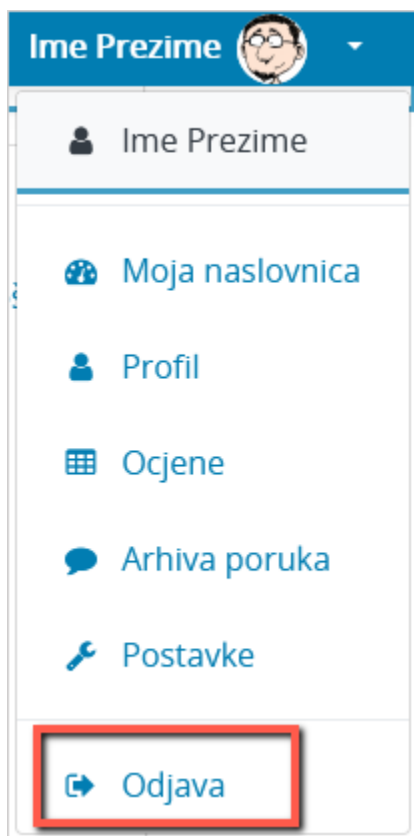 Ime Prezime
Ime Prezime
Moja naslovnica
Profil
Ocjene
Arhiva poruka
Postavke
Odjava